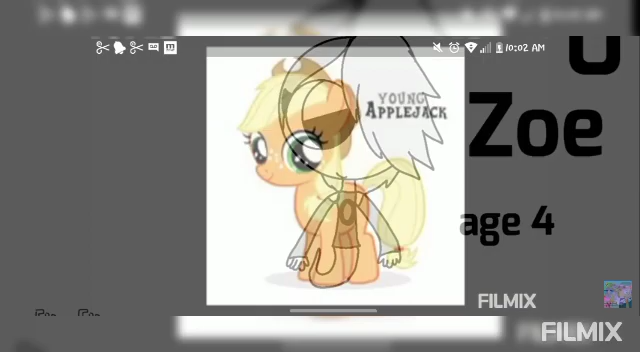 10:02 AM
YOUNG
APPLEJACK
Zoe
age 4
FILMIX
FILMIX